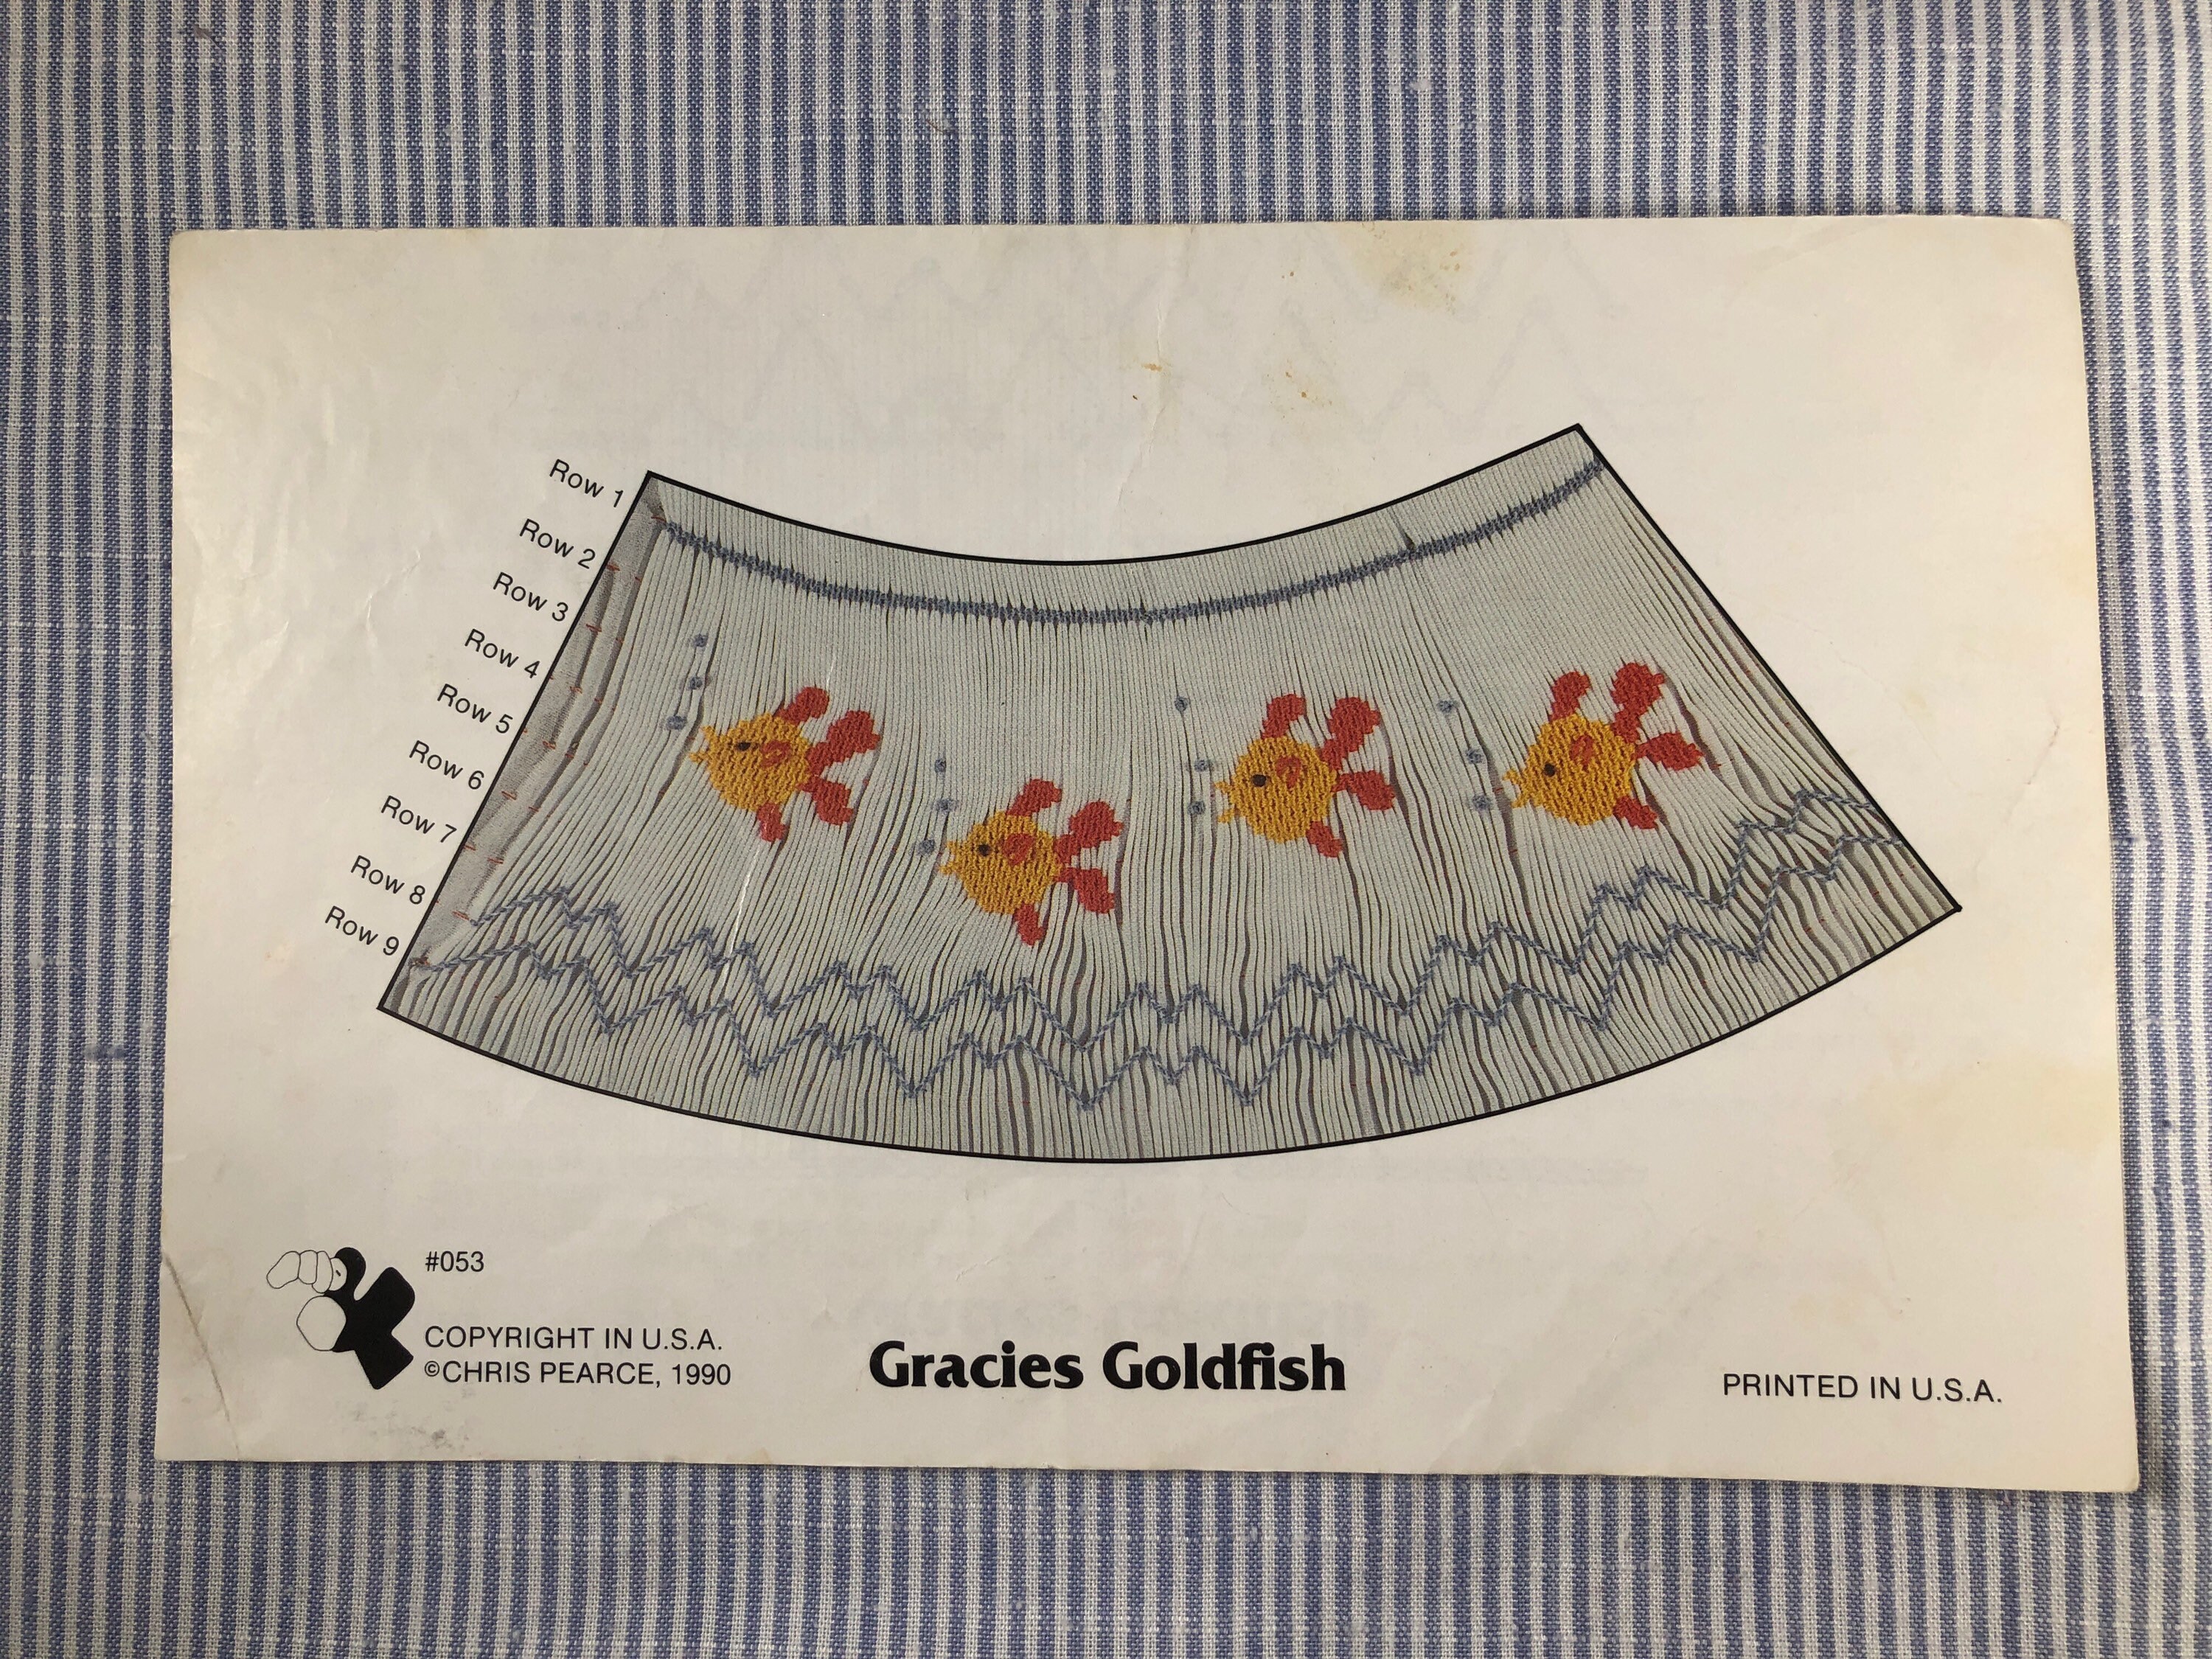 Row 1
Row 2
Row 3
Row 4
Row 5
Row 6
Row 7
Row 8
Row 9
#053
COPYRIGHT IN U.S.A.
©CHRIS PEARCE, 1990
Gracies Goldfish
PRINTED IN U.S.A.